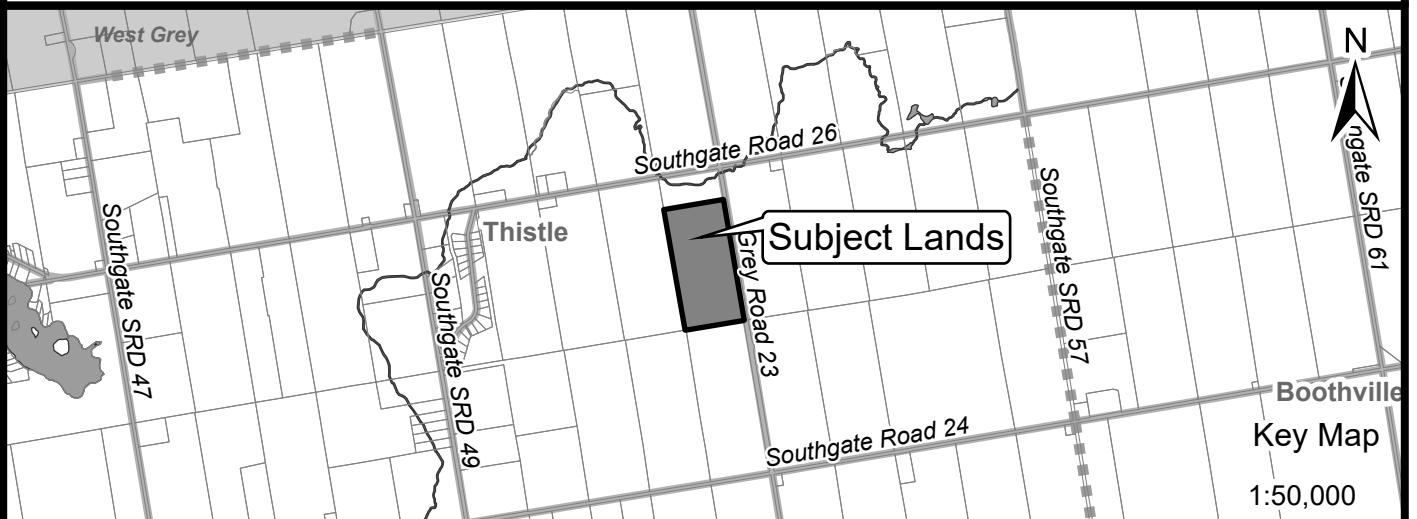 West Grey
N
Southgate Road 26
Southgate SRD 47
Thistle
Subject Lands
Grey Road 23
Southgate SRD 49
Southgate SRD 57
ngate SRD 61
Southgate Road 24
Boothville
Key Map
1:50,000